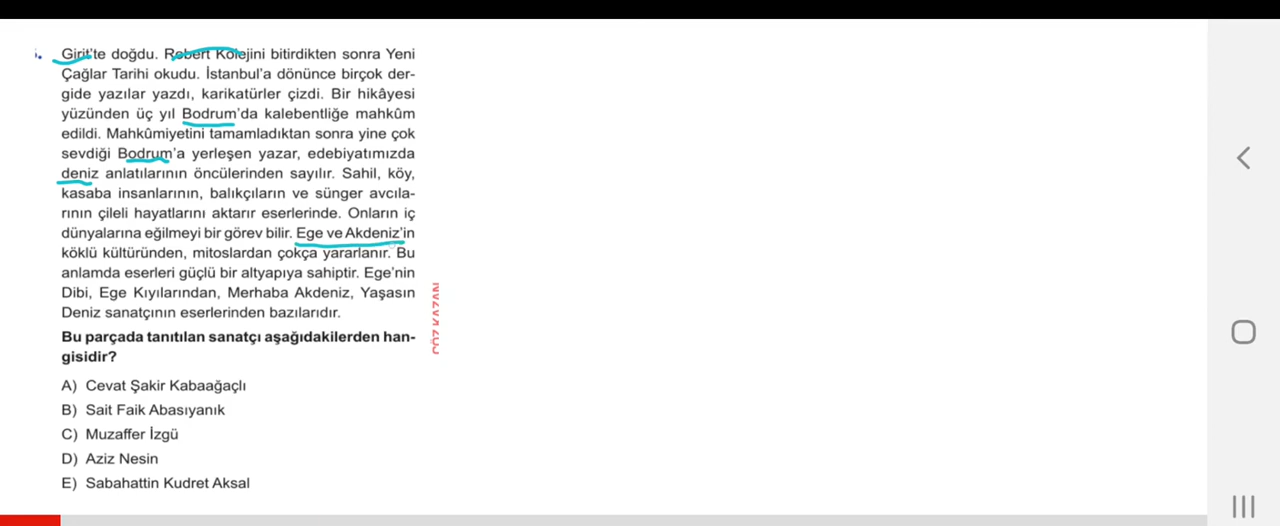 Girit'te doğdu. Robert Kolejini bitirdikten sonra Yeni
Çağlar Tarihi okudu. İstanbul'a dönünce birçok der-
gide yazılar yazdı, karikatürler çizdi. Bir hikâyesi
yüzünden üç yıl Bodrum'da kalebentliğe mahkûm
edildi. Mahkûmiyetini tamamladıktan sonra yine çok
sevdiği Bodrum'a yerleşen yazar, edebiyatımızda
deniz anlatılarının öncülerinden sayılır. Sahil, köy,
kasaba insanlarının, balıkçıların ve sünger avcıla-
rının çileli hayatlarını aktarır eserlerinde. Onların iç
dünyalarına eğilmeyi bir görev bilir. Ege ve Akdeniz'in
köklü kültüründen, mitoslardan çokça yararlanır. Bu
anlamda eserleri güçlü bir altyapıya sahiptir. Ege'nin
Dibi, Ege Kıyılarından, Merhaba Akdeniz, Yaşasın
Deniz sanatçının eserlerinden bazılarıdır.
Bu parçada tanıtılan sanatçı aşağıdakilerden han-
gisidir?
A) Cevat Şakir Kabaağaçlı
B) Sait Faik Abasıyanık
C) Muzaffer İzgü
D) Aziz Nesin
E) Sabahattin Kudret Aksal